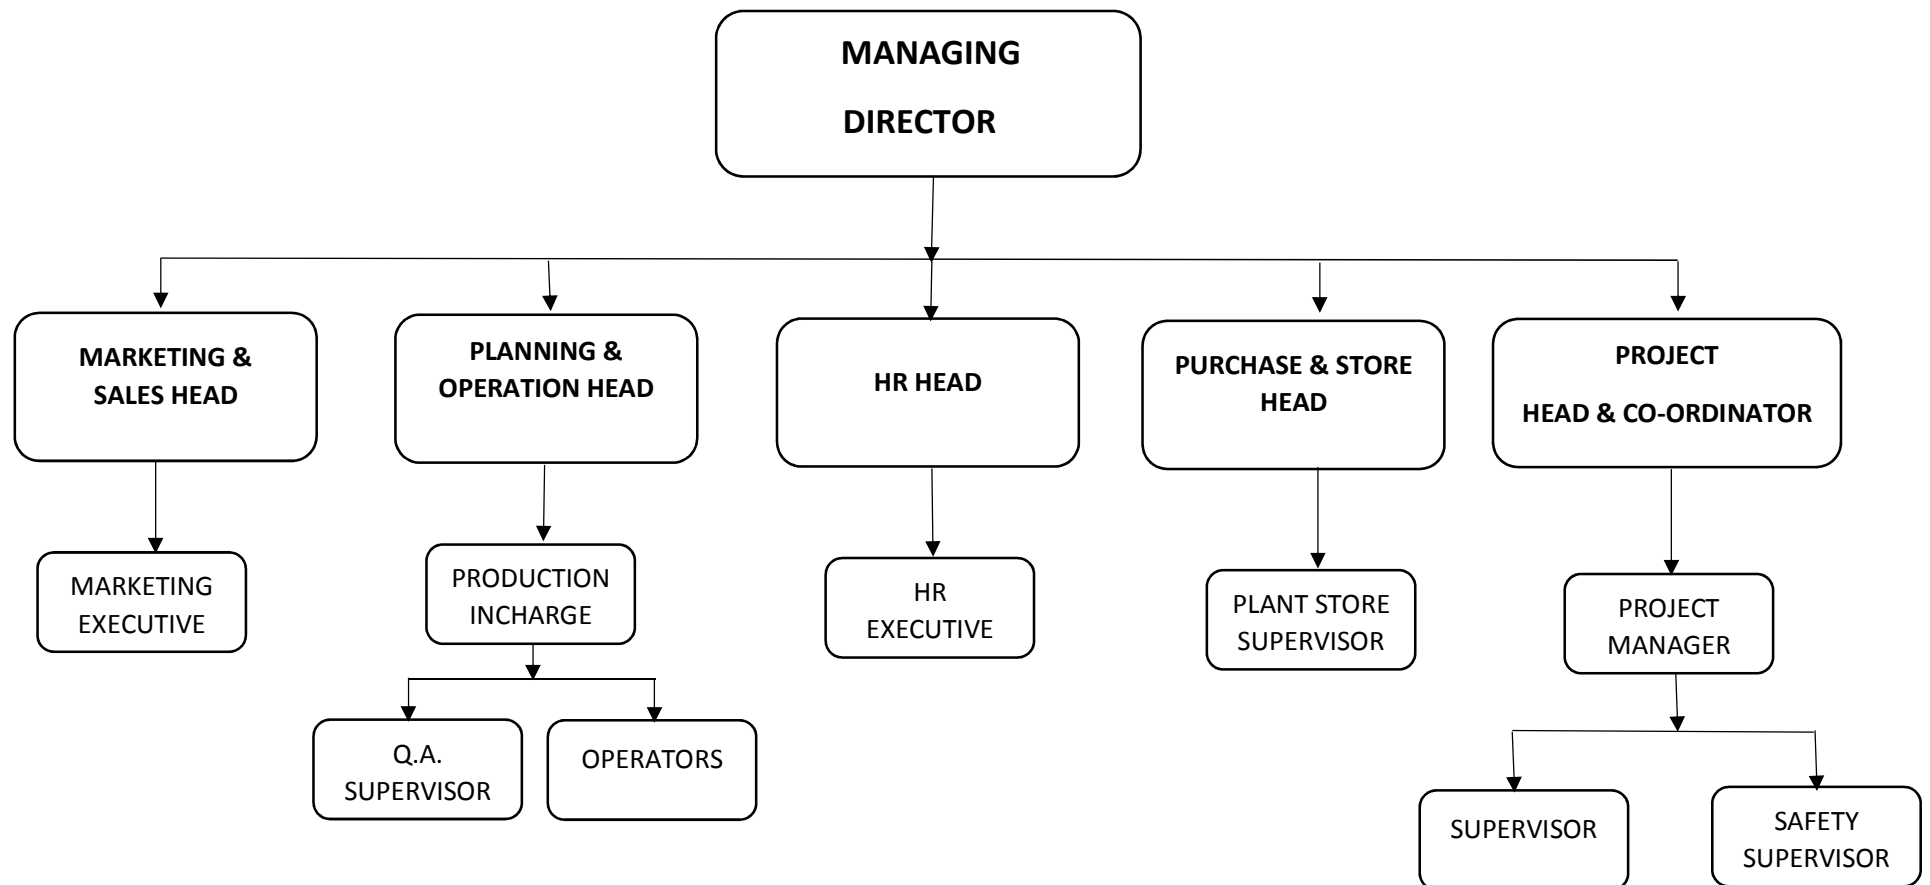 MANAGING
DIRECTOR
MARKETING &
SALES HEAD
PLANNING &
OPERATION HEAD
HR HEAD
PURCHASE & STORE
HEAD
PROJECT
HEAD & CO-ORDINATOR
MARKETING
EXECUTIVE
PRODUCTION
INCHARGE
HR
EXECUTIVE
PLANT STORE
SUPERVISOR
PROJECT
MANAGER
Q.A.
SUPERVISOR
OPERATORS
SUPERVISOR
SAFETY
SUPERVISOR